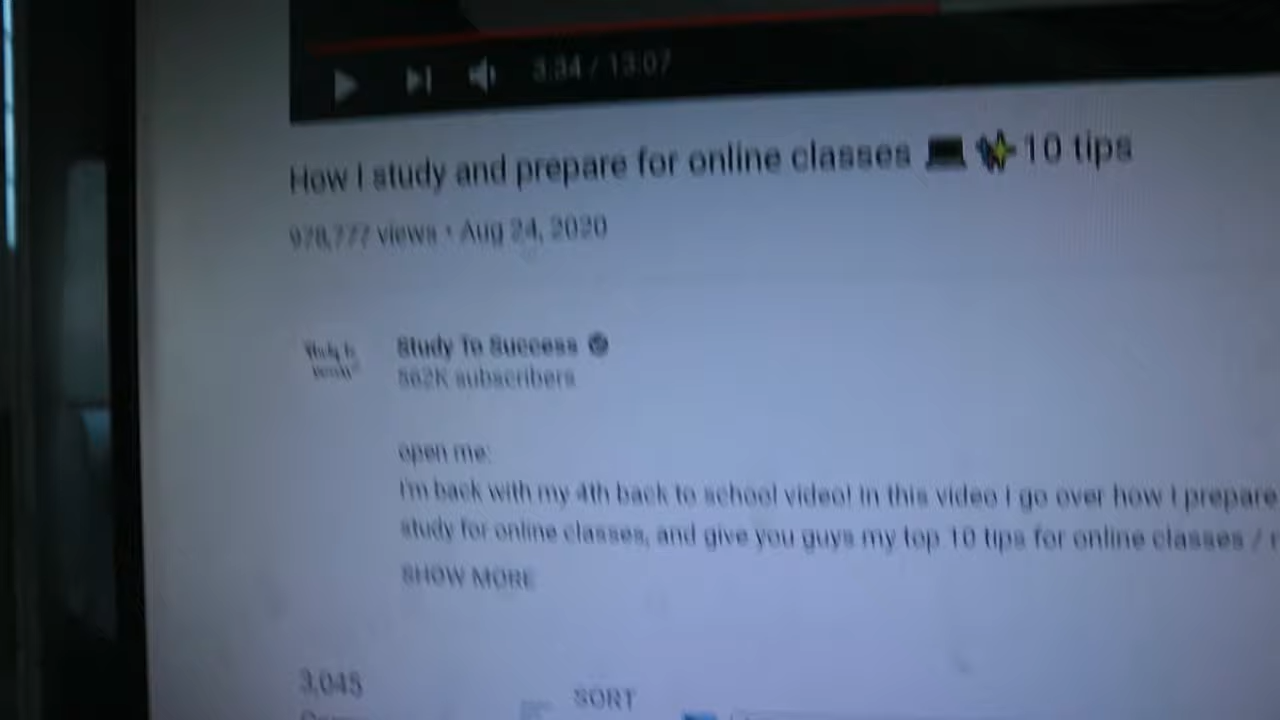 3:34 / 13:07
How I study and prepare for online classes 💻 ✨ 10 tips
978,777 views • Aug 24, 2020
Study To Success
562K subscribers
open me:
I'm back with my 4th back to school video! In this video I go over how I prepare
study for online classes, and give you guys my top 10 tips for online classes /
SHOW MORE
3,045
SORT